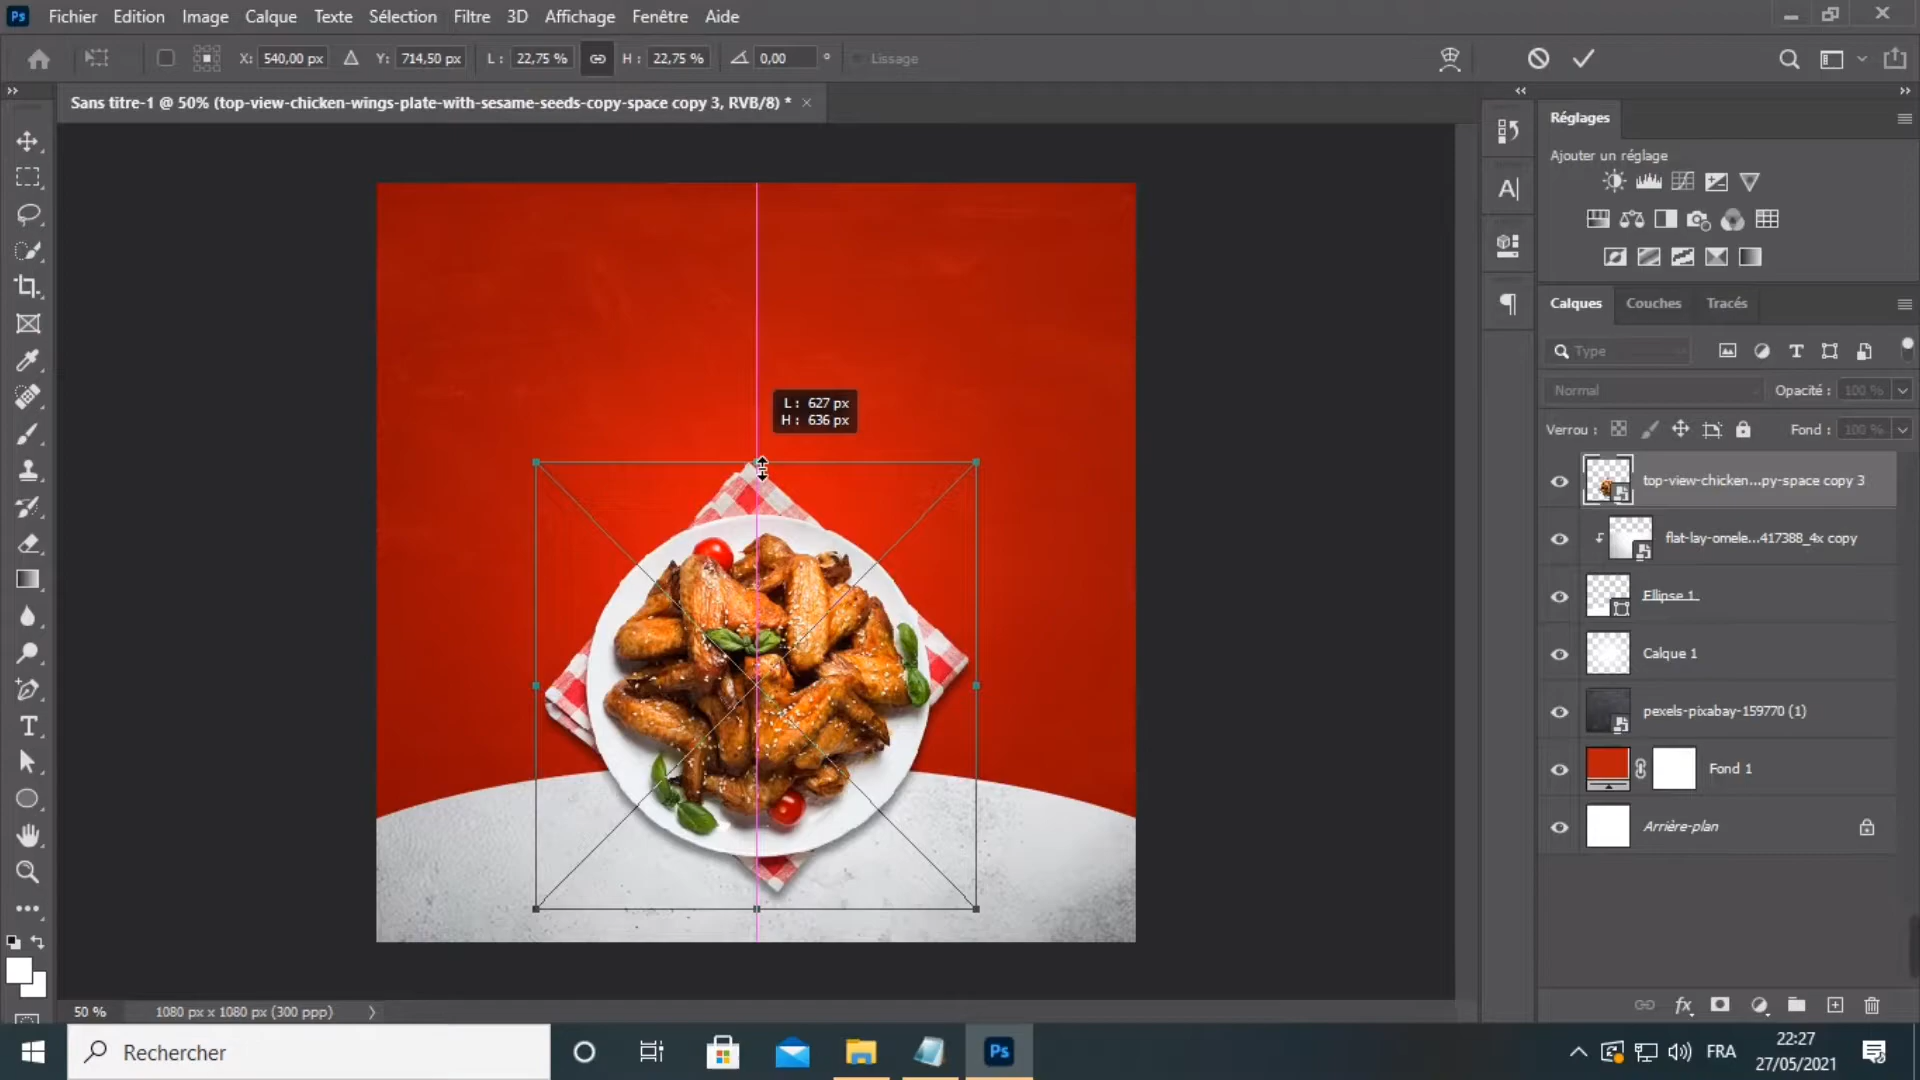 Ps Fichier Edition Image Calque Texte Sélection Filtre 3D Affichage Fenêtre Aide
X: 540,00 px Y: 714,50 px L : 22,75 % H : 22,75 % 0,00 ° Lissage
Sans titre-1 @ 50% (top-view-chicken-wings-plate-with-sesame-seeds-copy-space copy 3, RVB/8) *
Réglages
Ajouter un réglage
Calques Couches Tracés
Type
Normal Opacité : 100 %
Verrou : Fond : 100 %
L : 627 px
H : 636 px
top-view-chicken...py-space copy 3
flat-lay-omele...417388_4x copy
Ellipse 1
Calque 1
pexels-pixabay-159770 (1)
Fond 1
Arrière-plan
50 % 1080 px x 1080 px (300 ppp)
Rechercher
Ps
FRA
22:27
27/05/2021